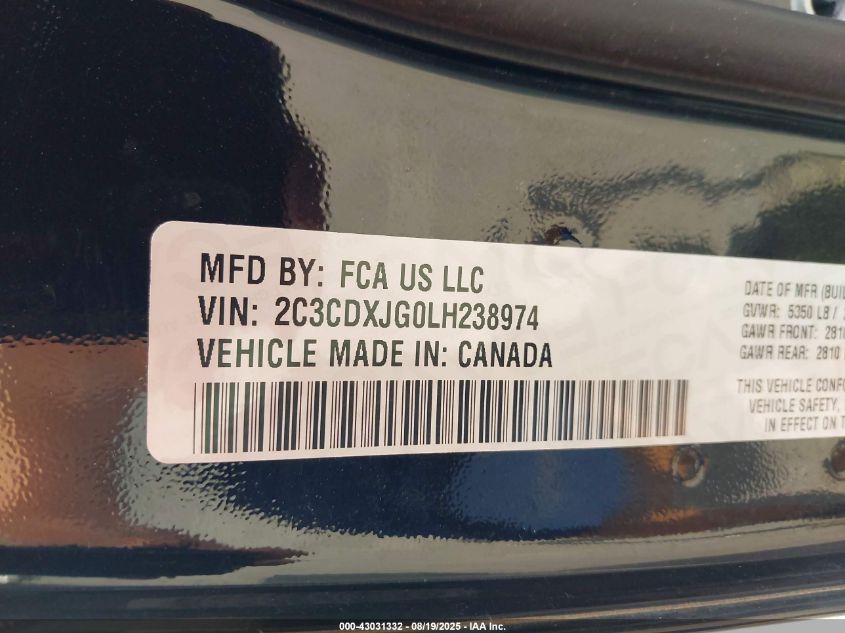 MFD BY: FCA US LLC
VIN: 2C3CDXJG0LH238974
VEHICLE MADE IN: CANADA
DATE OF MFR
GVWR: 5350 LB /
GAWR FRONT: 2810
GAWR REAR: 2810
THIS VEHICLE
VEHICLE SAFETY,
IN EFFECT ON
000-43031332 - 08/19/2025 - IAA Inc.